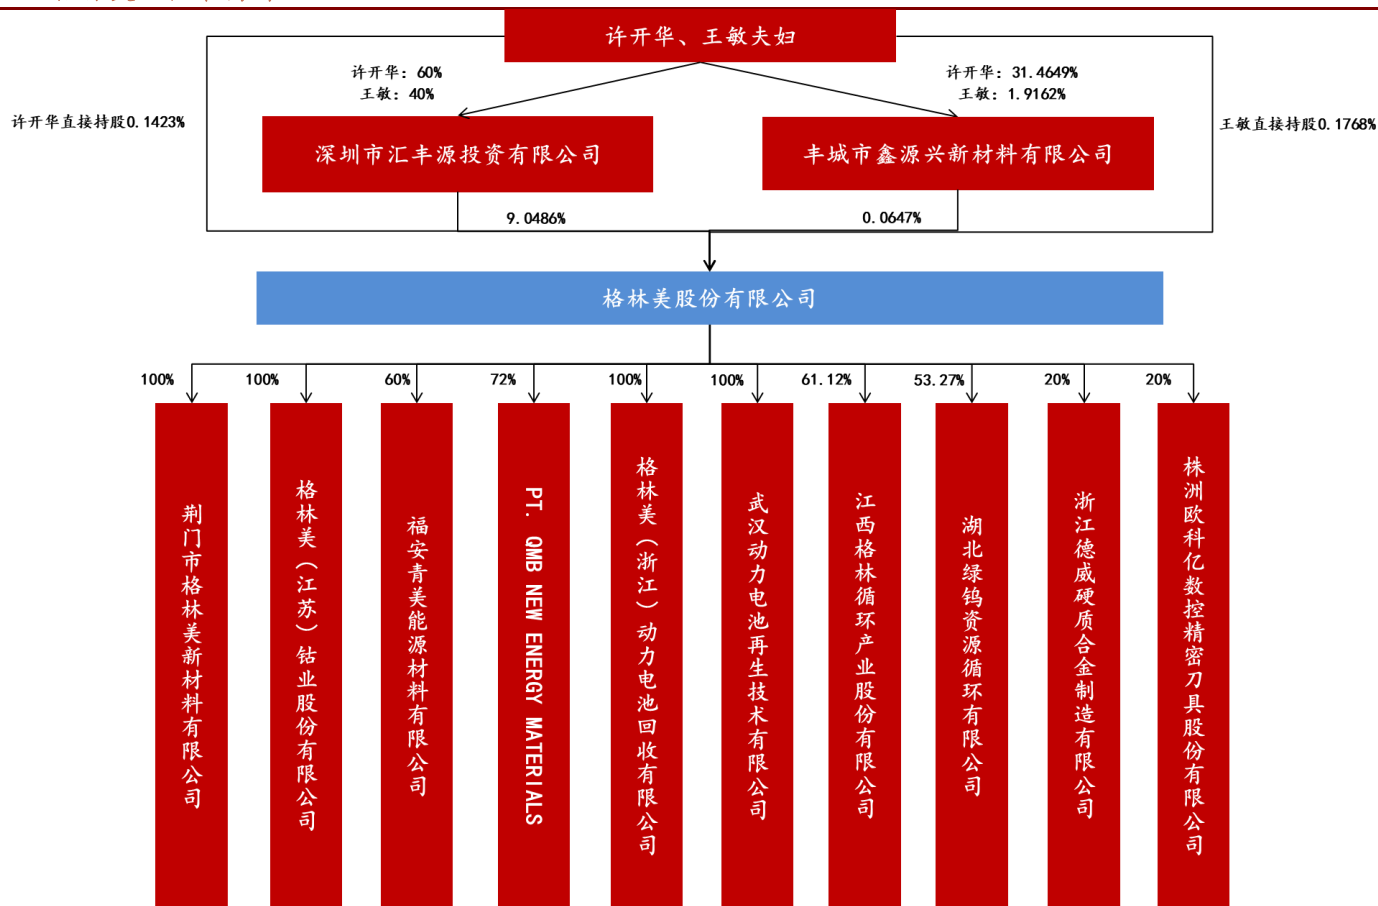 许开华、王敏夫妇
许开华：60%
王敏：40%
许开华：31.4649%
王敏：1.9162%
许开华直接持股0.1423%
王敏直接持股0.1768%
深圳市汇丰源投资有限公司
丰城市鑫源兴新材料有限公司
9.0486%
0.0647%
格林美股份有限公司
100%
100%
60%
72%
100%
100%
61.12%
53.27%
20%
20%
荆门市格林美新材料有限公司
格林美（江苏）钴业股份有限公司
福安青美能源材料有限公司
PT. QMB NEW ENERGY MATERIALS
格林美（浙江）动力电池回收有限公司
武汉动力电池再生技术有限公司
江西格林循环产业股份有限公司
湖北绿钨资源循环有限公司
浙江德威硬质合金制造有限公司
株洲欧科亿数控精密刀具股份有限公司